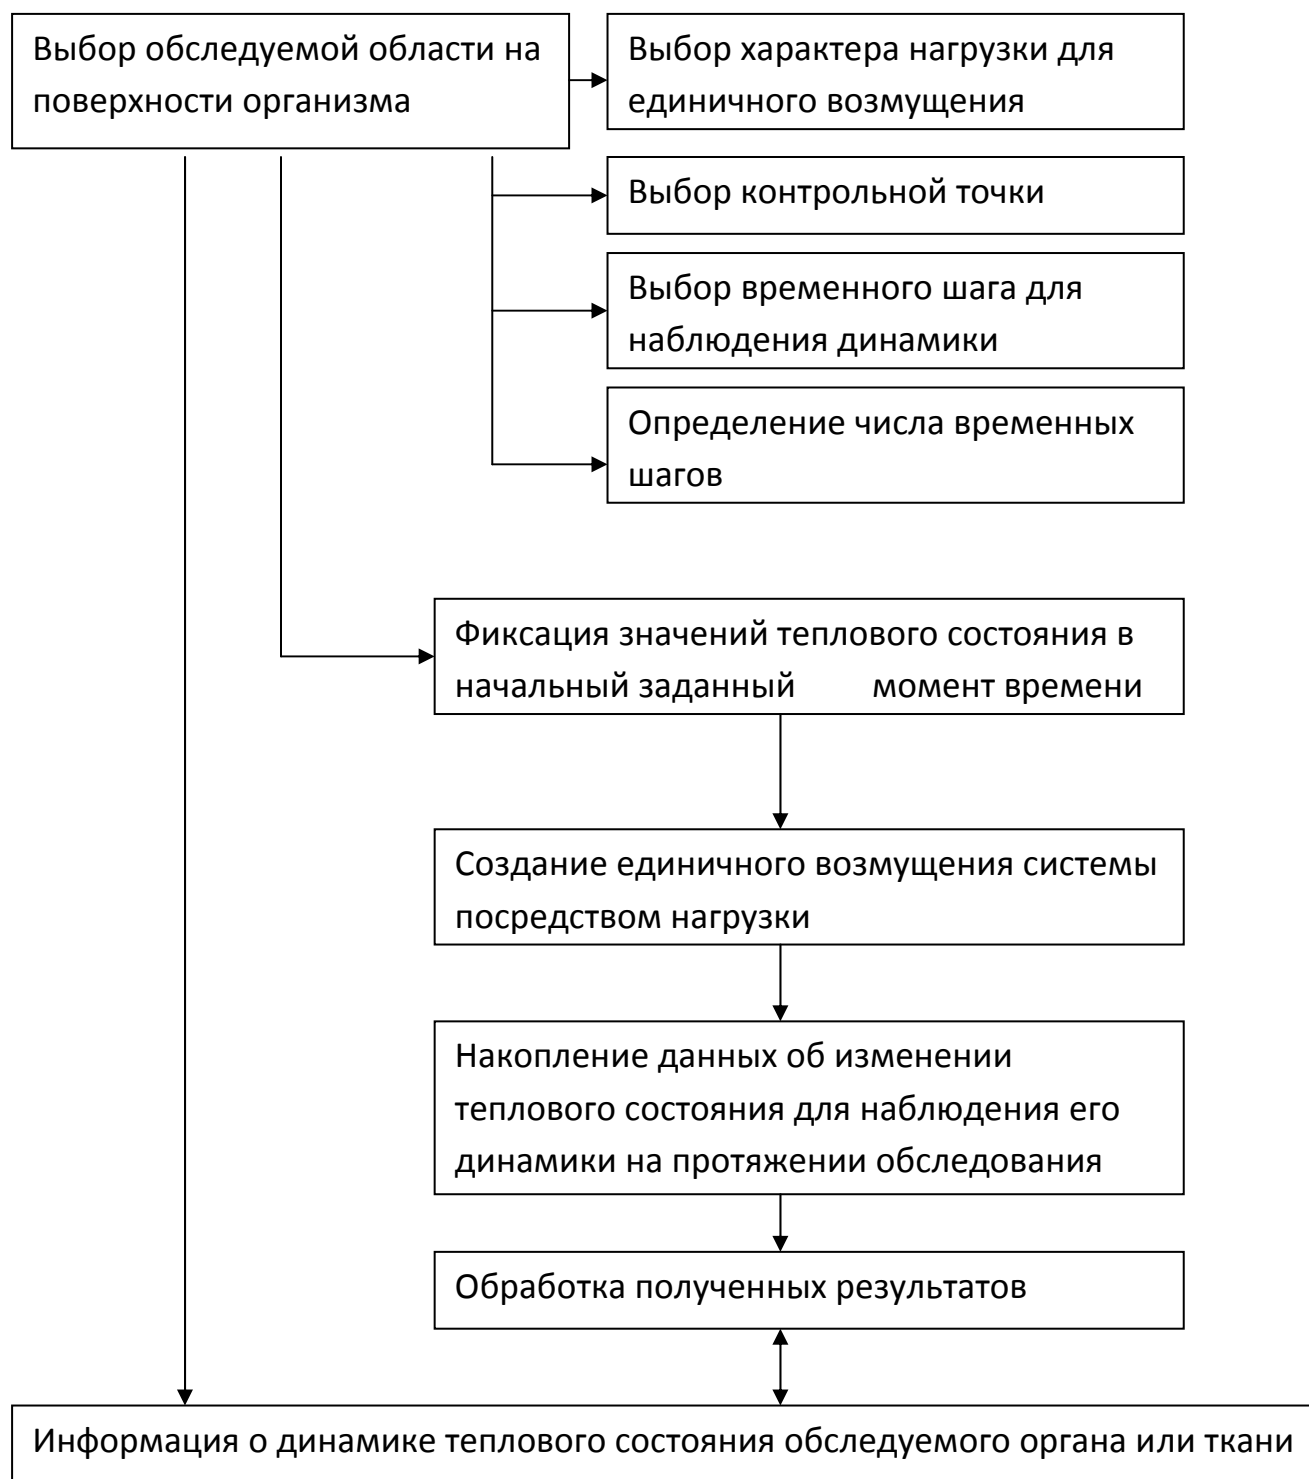 Выбор обследуемой области на
поверхности организма
Выбор характера нагрузки для
единичного возмущения
Выбор контрольной точки
Выбор временного шага для
наблюдения динамики
Определение числа временных
шагов
Фиксация значений теплового состояния в
начальный заданный момент времени
Создание единичного возмущения системы
посредством нагрузки
Накопление данных об изменении
теплового состояния для наблюдения его
динамики на протяжении обследования
Обработка полученных результатов
Информация о динамике теплового состояния обследуемого органа или ткани